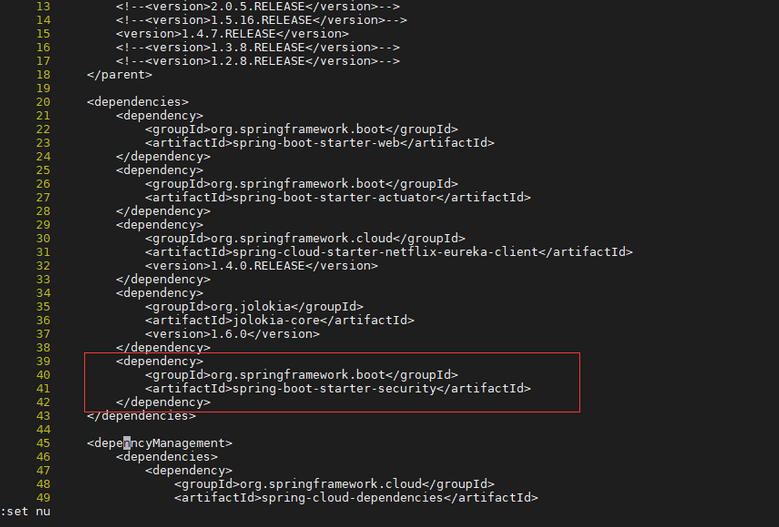 13         <!--<version>2.0.5.RELEASE</version>-->
14         <!--<version>1.5.16.RELEASE</version>-->
15         <version>1.4.7.RELEASE</version>
16         <!--<version>1.3.8.RELEASE</version>-->
17         <!--<version>1.2.8.RELEASE</version>-->
18     </parent>
19
20     <dependencies>
21         <dependency>
22             <groupId>org.springframework.boot</groupId>
23             <artifactId>spring-boot-starter-web</artifactId>
24         </dependency>
25         <dependency>
26             <groupId>org.springframework.boot</groupId>
27             <artifactId>spring-boot-starter-actuator</artifactId>
28         </dependency>
29         <dependency>
30             <groupId>org.springframework.cloud</groupId>
31             <artifactId>spring-cloud-starter-netflix-eureka-client</artifactId>
32             <version>1.4.0.RELEASE</version>
33         </dependency>
34         <dependency>
35             <groupId>org.jolokia</groupId>
36             <artifactId>jolokia-core</artifactId>
37             <version>1.6.0</version>
38         </dependency>
39         <dependency>
40             <groupId>org.springframework.boot</groupId>
41             <artifactId>spring-boot-starter-security</artifactId>
42         </dependency>
43     </dependencies>
44
45     <dependencyManagement>
46         <dependencies>
47             <dependency>
48                 <groupId>org.springframework.cloud</groupId>
49                 <artifactId>spring-cloud-dependencies</artifactId>
:set nu